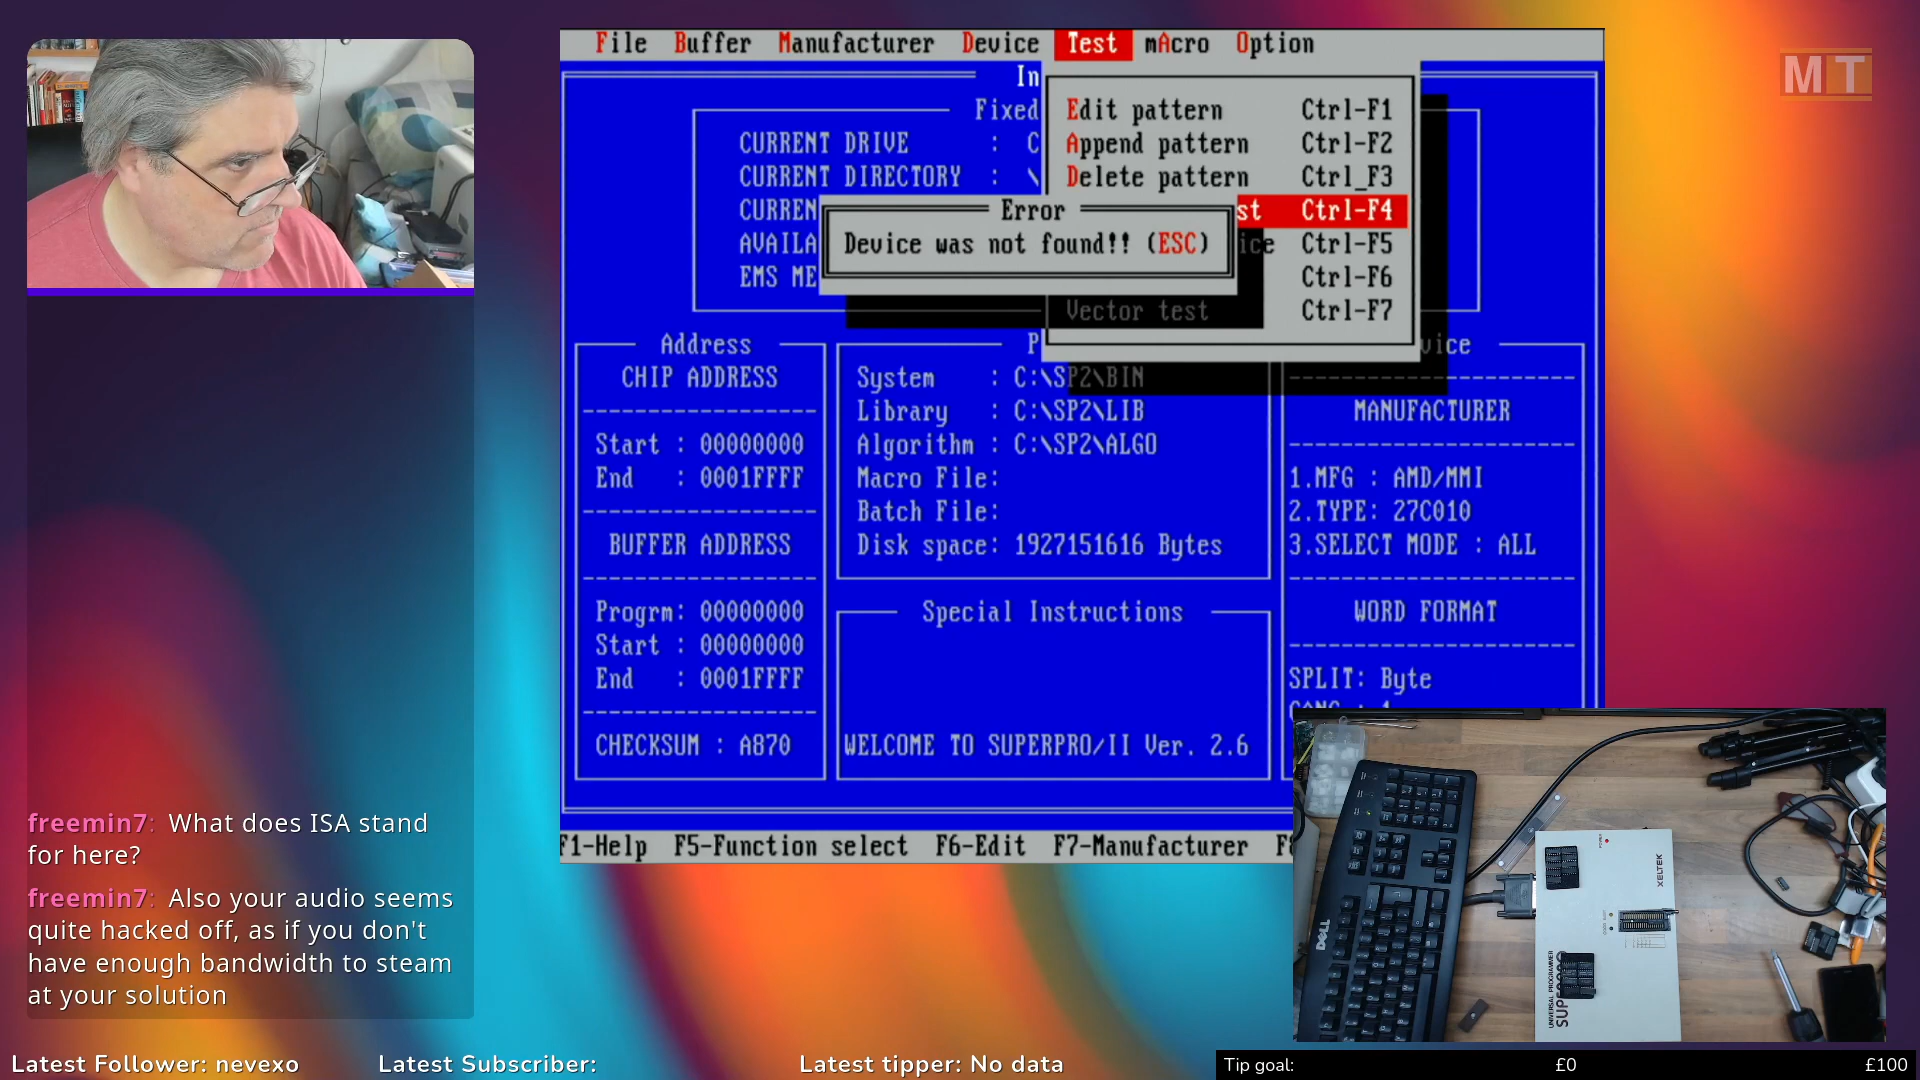 File Buffer Manufacturer Device Test mAcro Option
MT
In
Fixed
CURRENT DRIVE : C
CURRENT DIRECTORY : \
CURREN
AVAILA
EMS ME
Edit pattern Ctrl-F1
Append pattern Ctrl-F2
Delete pattern Ctrl_F3
st Ctrl-F4
ice Ctrl-F5
Ctrl-F6
Vector test Ctrl-F7
Error
Device was not found!! (ESC)
Address
CHIP ADDRESS
Start : 00000000
End : 0001FFFF
BUFFER ADDRESS
Progrm: 00000000
Start : 00000000
End : 0001FFFF
CHECKSUM : A870
P
System : C:\SP2\BIN
Library : C:\SP2\LIB
Algorithm : C:\SP2\ALGO
Macro File:
Batch File:
Disk space: 1927151616 Bytes
Special Instructions
WELCOME TO SUPERPRO/II Ver. 2.6
vice
MANUFACTURER
1.MFG : AMD/MMI
2.TYPE: 27C010
3.SELECT MODE : ALL
WORD FORMAT
SPLIT: Byte
F1-Help F5-Function select F6-Edit F7-Manufacturer
freemin7: What does ISA stand
for here?
freemin7: Also your audio seems
quite hacked off, as if you don't
have enough bandwidth to steam
at your solution
DELL
XELTEK
UNIVERSAL PROGRAMMER
Latest Follower: nevexo
Latest Subscriber:
Latest tipper: No data
Tip goal: £0 £100